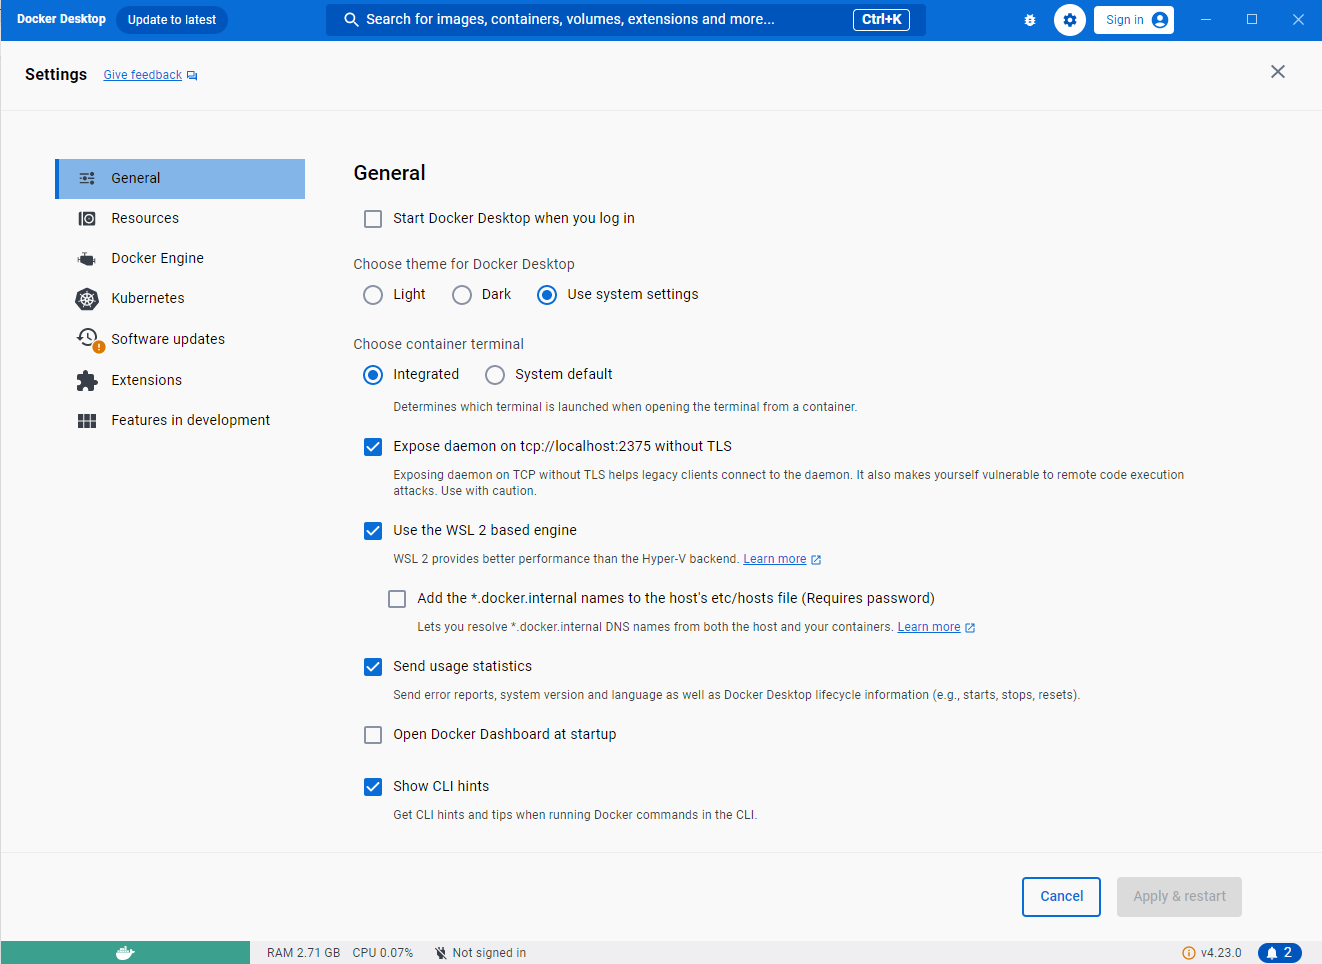 Docker Desktop
Update to latest
Search for images, containers, volumes, extensions and more...
Ctrl+K
Sign in
Settings
Give feedback
General
Resources
Docker Engine
Kubernetes
Software updates
Extensions
Features in development
General
Start Docker Desktop when you log in
Choose theme for Docker Desktop
Light
Dark
Use system settings
Choose container terminal
Integrated
System default
Determines which terminal is launched when opening the terminal from a container.
Expose daemon on tcp://localhost:2375 without TLS
Exposing daemon on TCP without TLS helps legacy clients connect to the daemon. It also makes yourself vulnerable to remote code execution
attacks. Use with caution.
Use the WSL 2 based engine
WSL 2 provides better performance than the Hyper-V backend. Learn more
Add the *.docker.internal names to the host's etc/hosts file (Requires password)
Lets you resolve *.docker.internal DNS names from both the host and your containers. Learn more
Send usage statistics
Send error reports, system version and language as well as Docker Desktop lifecycle information (e.g., starts, stops, resets).
Open Docker Dashboard at startup
Show CLI hints
Get CLI hints and tips when running Docker commands in the CLI.
Cancel
Apply & restart
RAM 2.71 GB
CPU 0.07%
Not signed in
v4.23.0
2